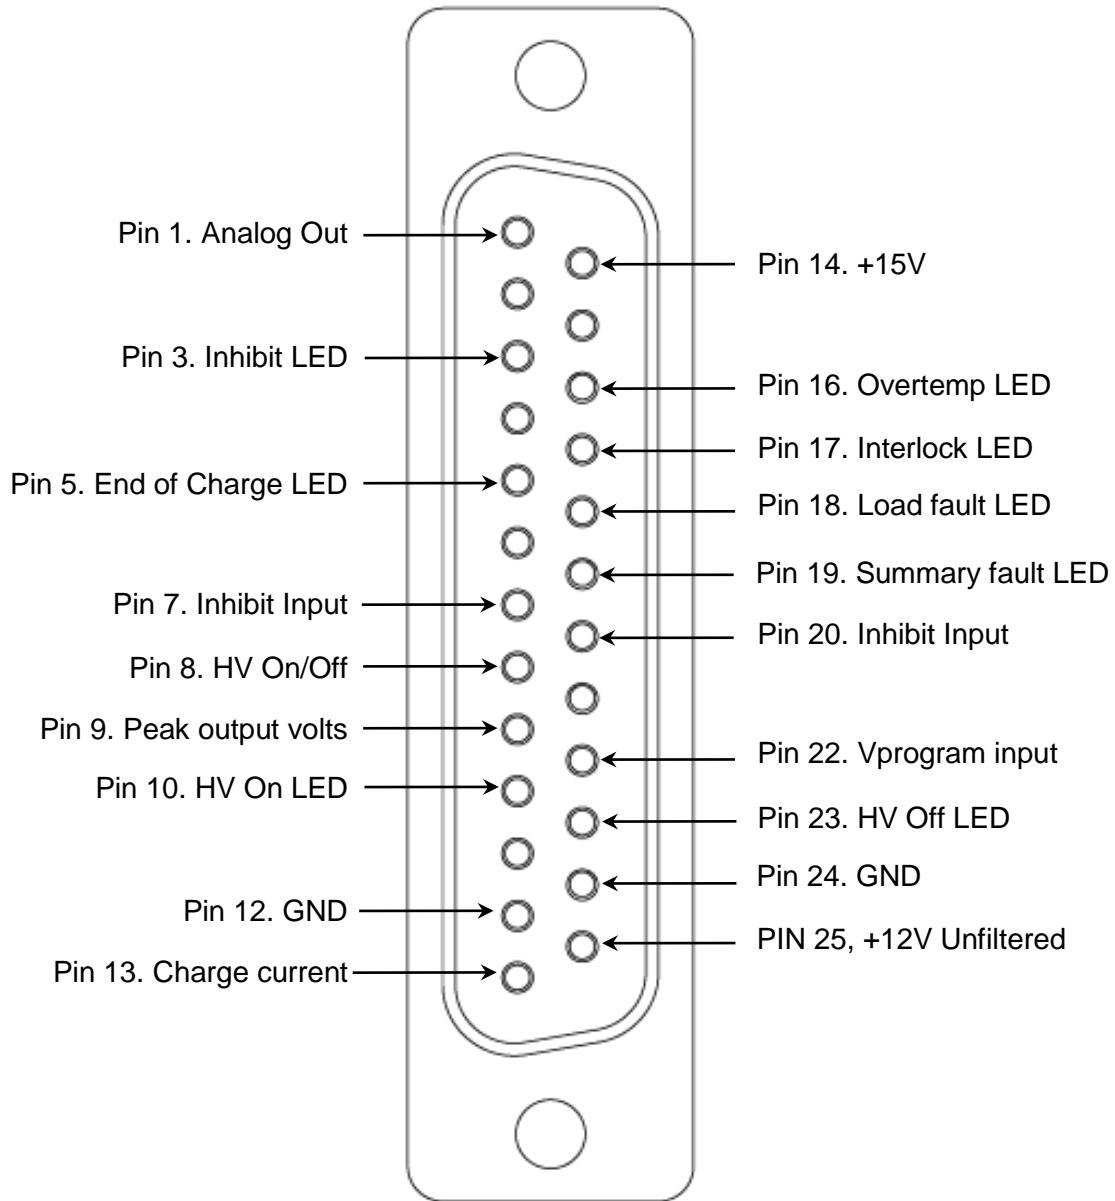 Pin 1. Analog Out
Pin 3. Inhibit LED
Pin 5. End of Charge LED
Pin 7. Inhibit Input
Pin 8. HV On/Off
Pin 9. Peak output volts
Pin 10. HV On LED
Pin 12. GND
Pin 13. Charge current
Pin 14. +15V
Pin 16. Overtemp LED
Pin 17. Interlock LED
Pin 18. Load fault LED
Pin 19. Summary fault LED
Pin 20. Inhibit Input
Pin 22. Vprogram input
Pin 23. HV Off LED
Pin 24. GND
PIN 25, +12V Unfiltered